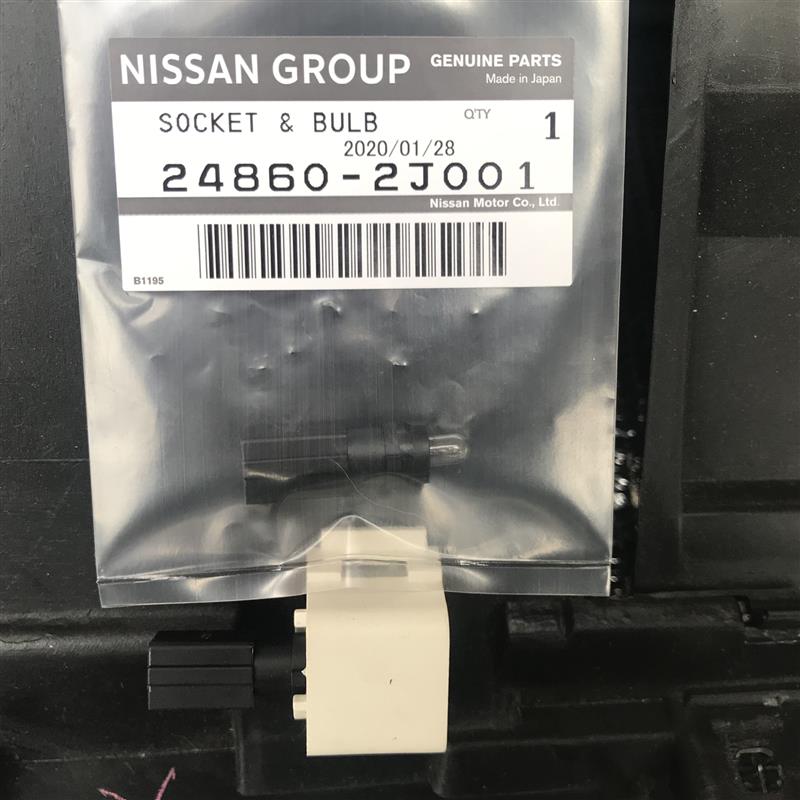 NISSAN GROUP GENUINE PARTS
Made in Japan
SOCKET & BULB Q'TY 1
2020/01/28
24860-2J001
Nissan Motor Co., Ltd.
B1195